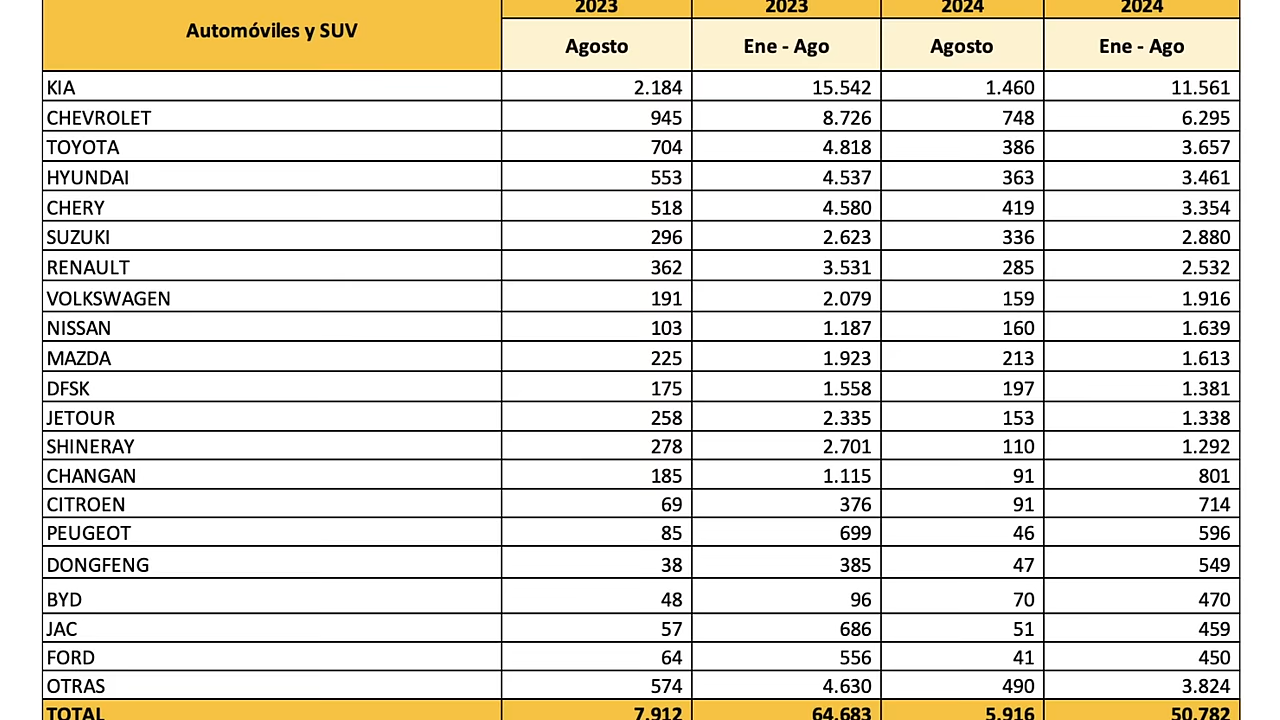 2023 2023 2024 2024
Automóviles y SUV
Agosto Ene - Ago Agosto Ene - Ago
KIA 2.184 15.542 1.460 11.561
CHEVROLET 945 8.726 748 6.295
TOYOTA 704 4.818 386 3.657
HYUNDAI 553 4.537 363 3.461
CHERY 518 4.580 419 3.354
SUZUKI 296 2.623 336 2.880
RENAULT 362 3.531 285 2.532
VOLKSWAGEN 191 2.079 159 1.916
NISSAN 103 1.187 160 1.639
MAZDA 225 1.923 213 1.613
DFSK 175 1.558 197 1.381
JETOUR 258 2.335 153 1.338
SHINERAY 278 2.701 110 1.292
CHANGAN 185 1.115 91 801
CITROEN 69 376 91 714
PEUGEOT 85 699 46 596
DONGFENG 38 385 47 549
BYD 48 96 70 470
JAC 57 686 51 459
FORD 64 556 41 450
OTRAS 574 4.630 490 3.824
TOTAL 7.912 64.683 5.916 50.782